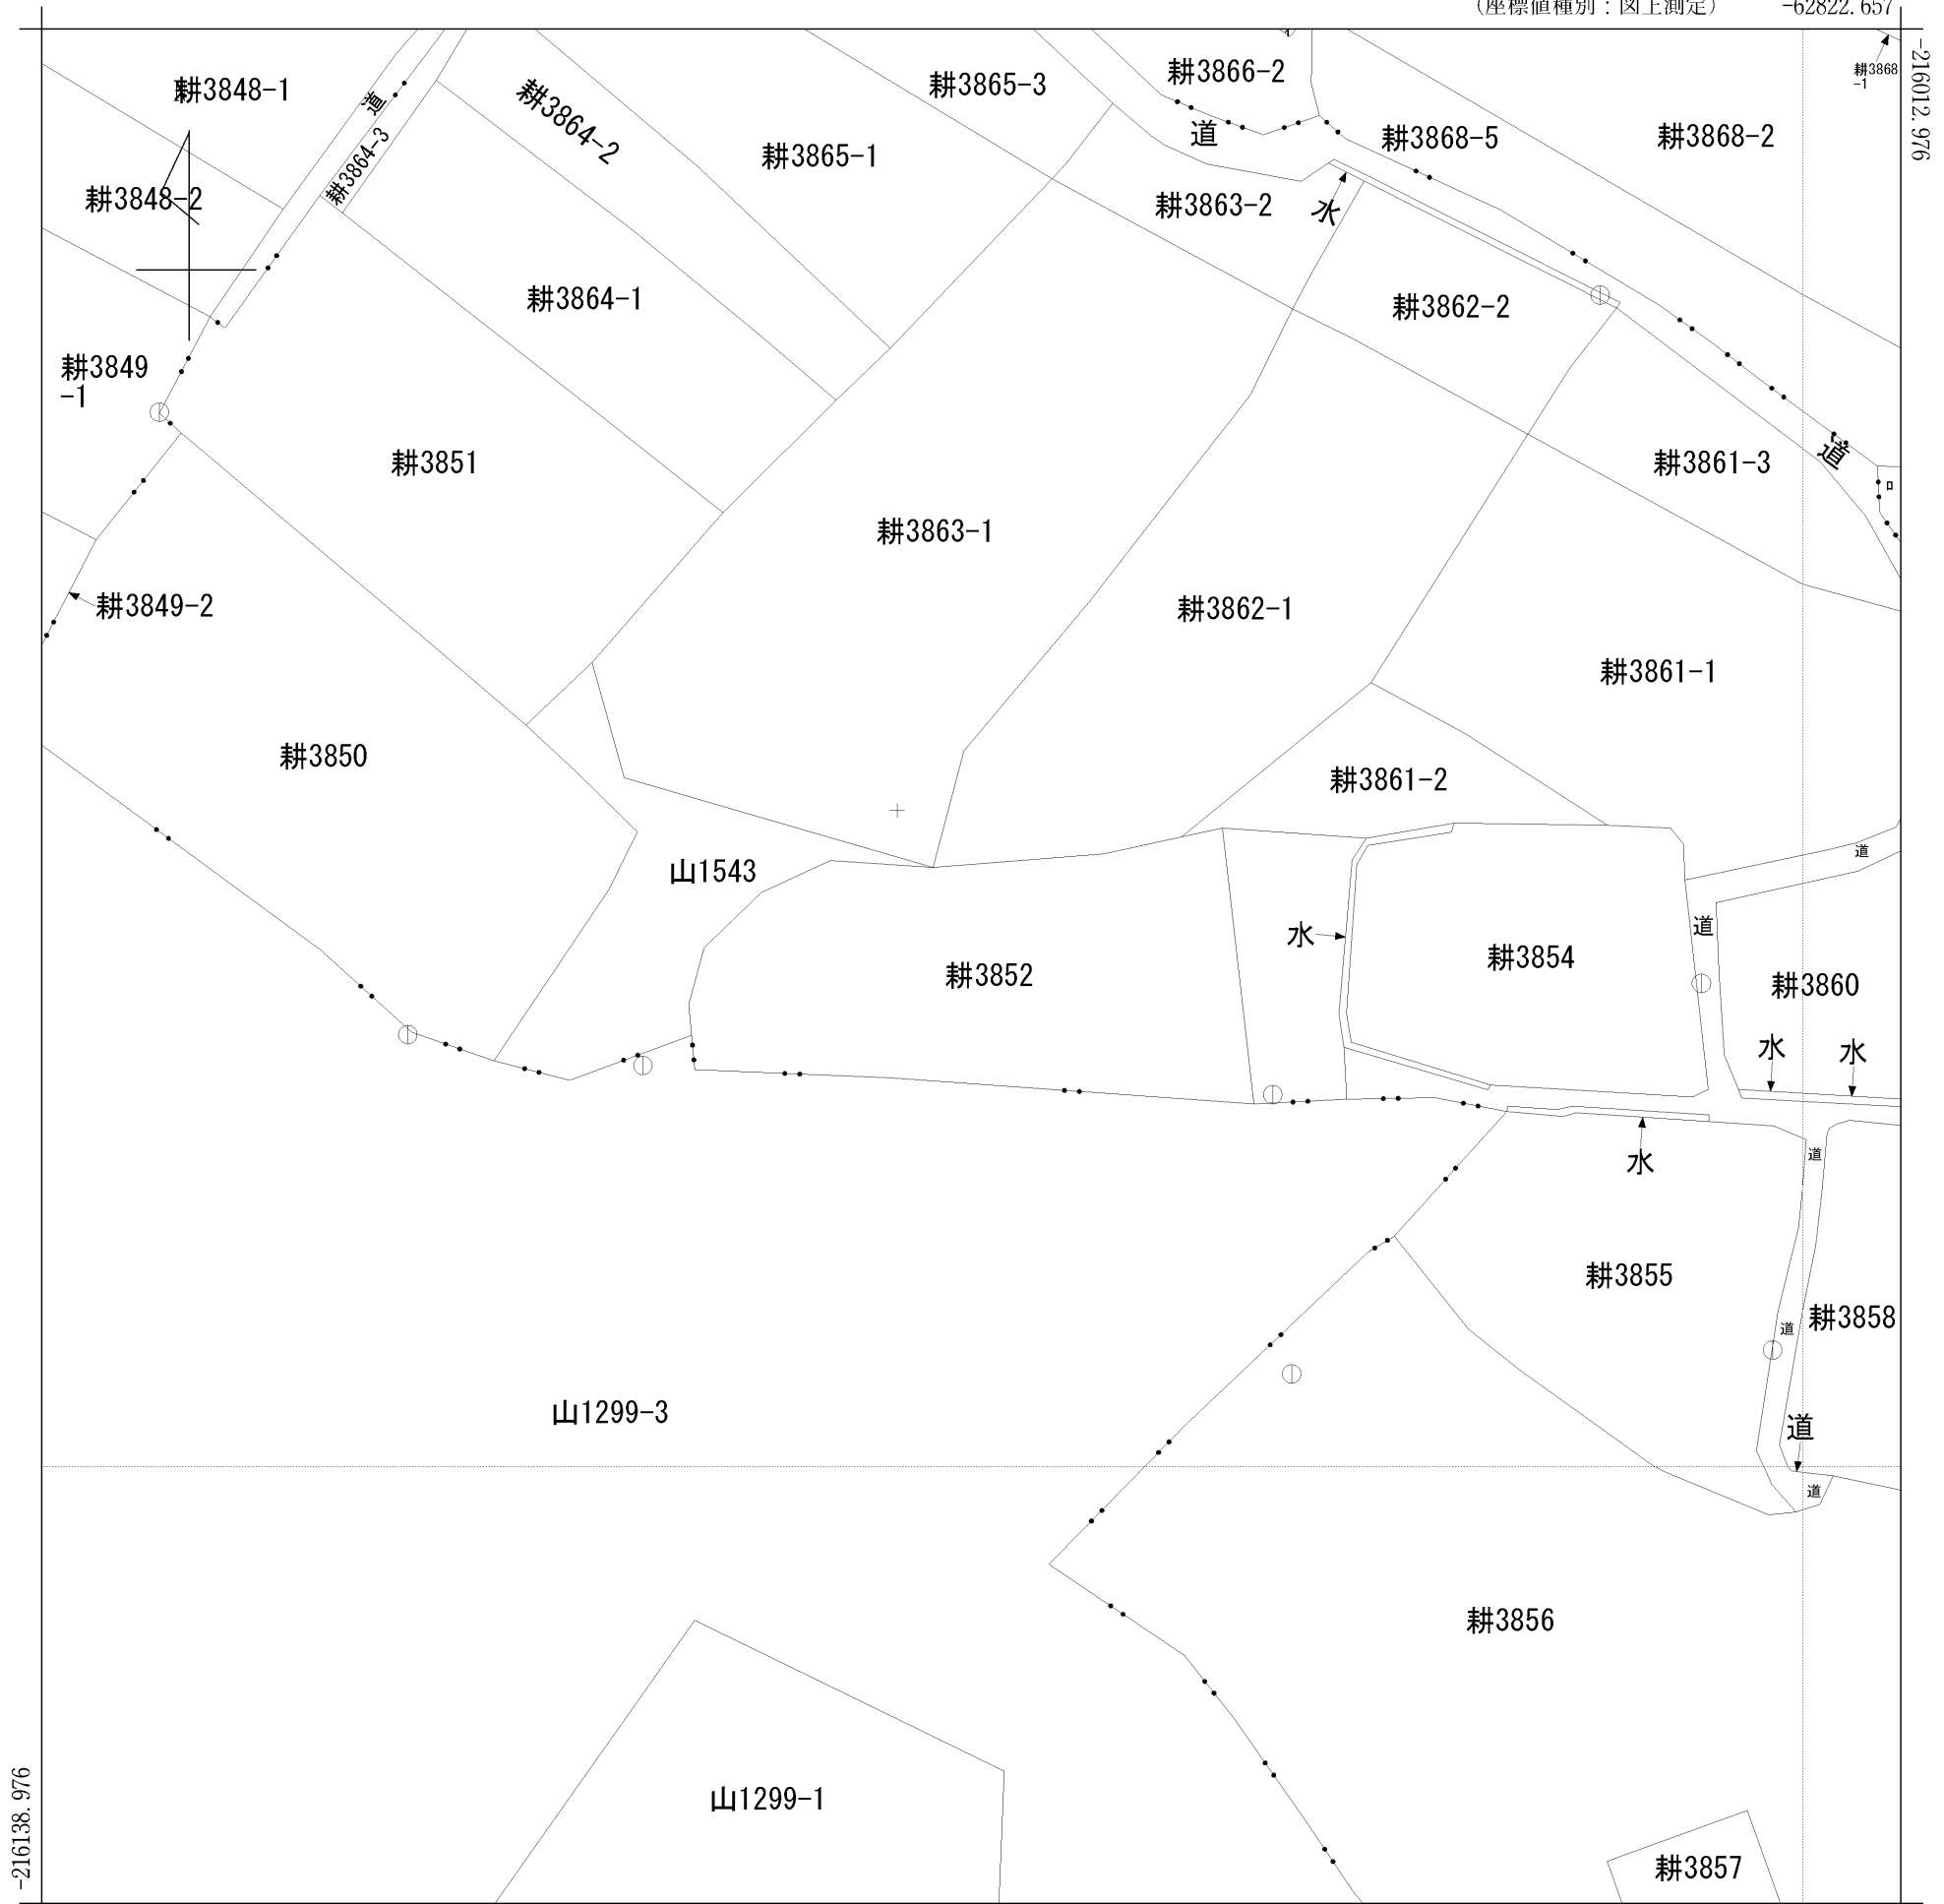 （座標値種別：図上測定）　-62822.657
-216012.976
耕3848-1
道
耕3864-3
耕3864-2
耕3865-3
耕3866-2
耕3868
-1
耕3865-1
道
耕3868-5
耕3868-2
耕3848-2
耕3863-2
水
耕3864-1
耕3862-2
耕3849
-1
耕3851
耕3861-3
道
ロ
耕3863-1
耕3849-2
耕3862-1
耕3861-1
耕3850
耕3861-2
山1543
道
水
道
耕3852
耕3854
耕3860
水
水
水
道
耕3855
耕3858
道
山1299-3
道
道
耕3856
山1299-1
耕3857
-216138.976